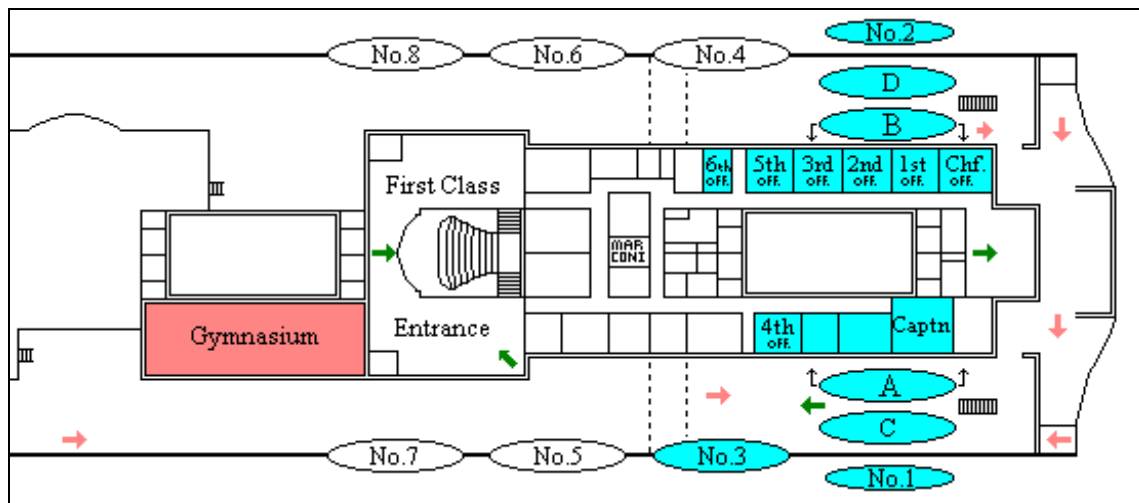 No.2
No.8
No.6
No.4
D
B
First Class
6th
off.
5th
off.
3rd
off.
2nd
off.
1st
off.
Chf.
off.
MAR
CONI
Gymnasium
Entrance
4th
off.
Captn
A
C
No.7
No.5
No.3
No.1